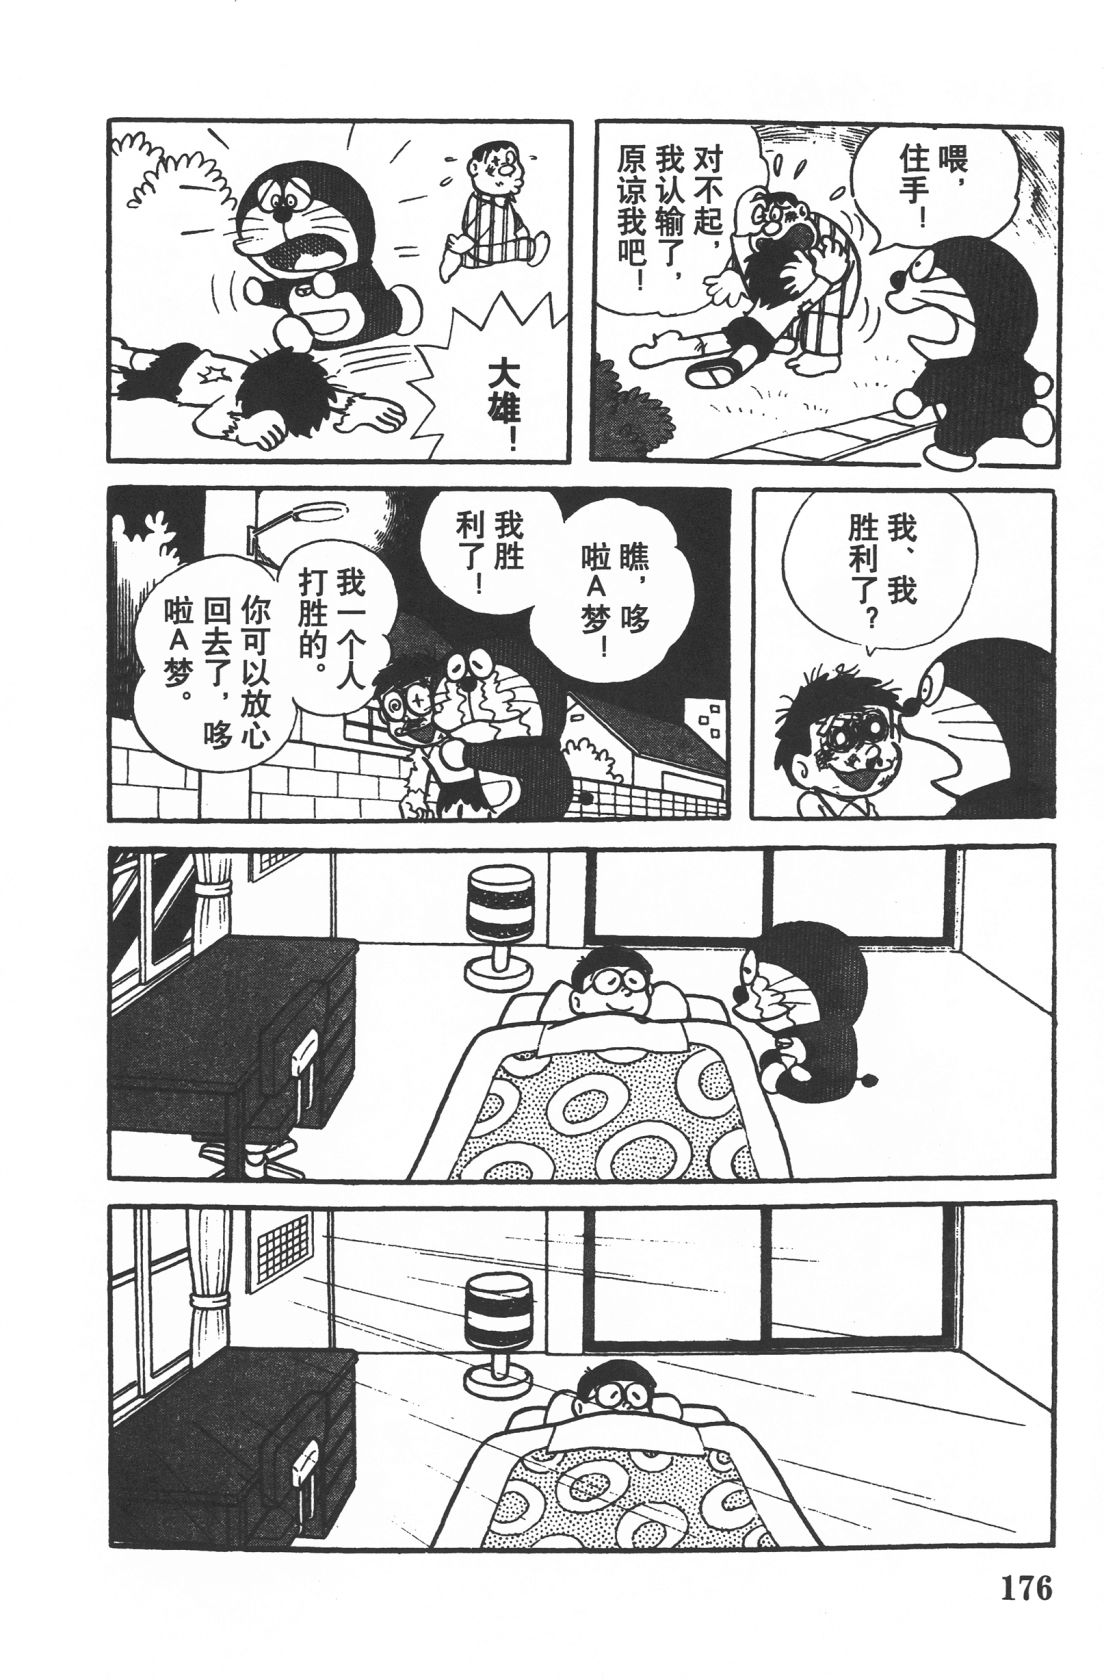 喂，
住手！
对不起，
我认输了，
原谅我吧！
大雄！
我、我
胜利了？
瞧，哆
啦A梦！
我胜
利了！
我一个人
打胜的。
你可以放心
回去了，哆
啦A梦。
176